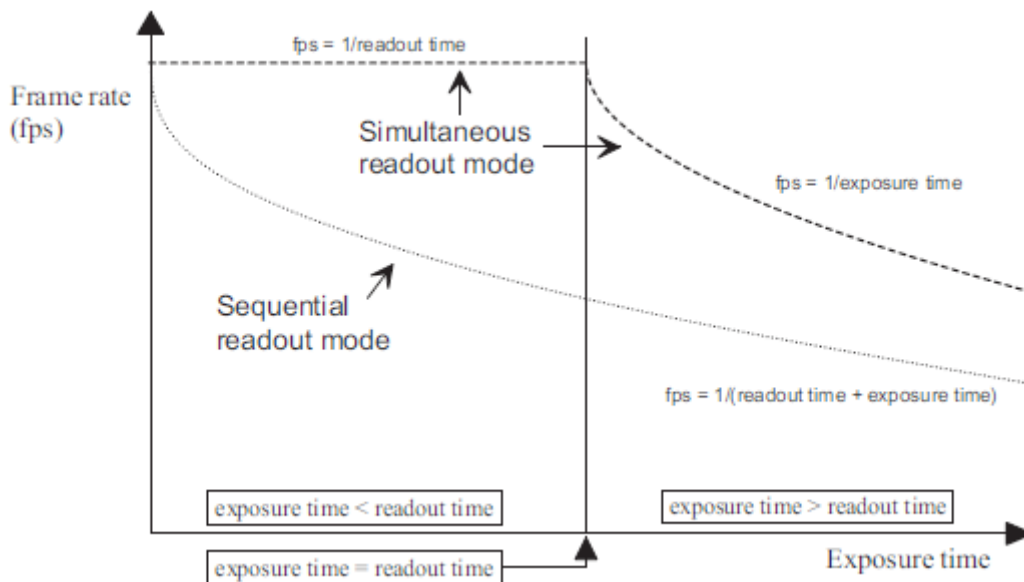 fps = 1/readout time
Frame rate
(fps)
Simultaneous
readout mode
fps = 1/exposure time
Sequential
readout mode
fps = 1/(readout time + exposure time)
exposure time < readout time
exposure time > readout time
exposure time = readout time
Exposure time